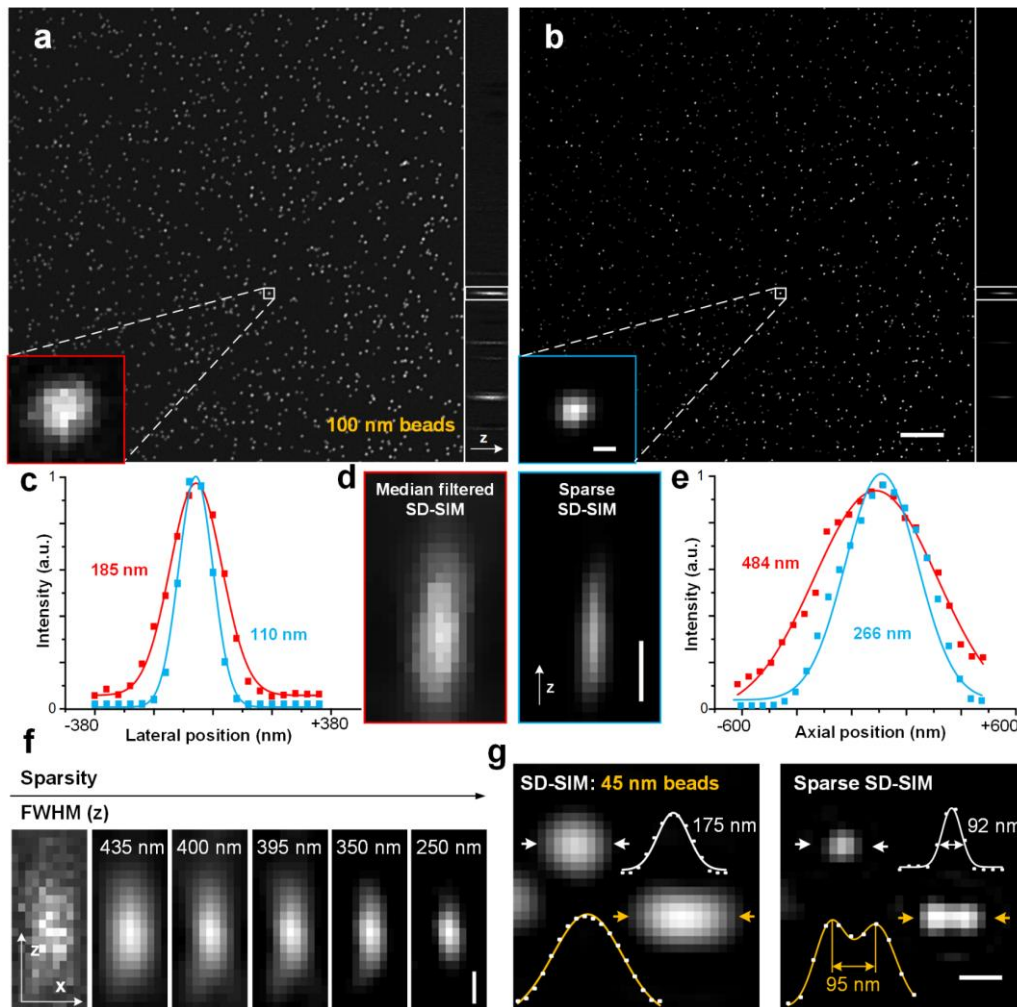 a
b
100 nm beads
z
c
Intensity (a.u.)
1
0
185 nm
110 nm
-380
+380
Lateral position (nm)
d
Median filtered
SD-SIM
Sparse
SD-SIM
z
e
Intensity (a.u.)
1
0
484 nm
266 nm
-600
+600
Axial position (nm)
f
Sparsity
FWHM (z)
435 nm
400 nm
395 nm
350 nm
250 nm
z
x
g
SD-SIM: 45 nm beads
175 nm
Sparse SD-SIM
92 nm
95 nm